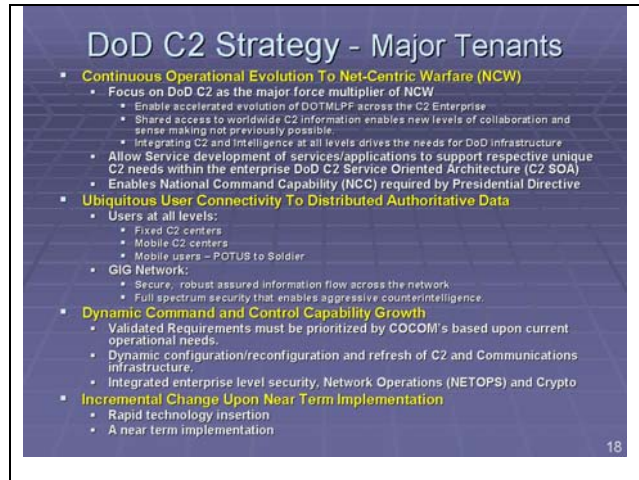 DoD C2 Strategy - Major Tenants
▪ Continuous Operational Evolution To Net-Centric Warfare (NCW)
▪ Focus on DoD C2 as the major force multiplier of NCW
▪ Enable accelerated evolution of DOTMLPF across the C2 Enterprise
▪ Shared access to worldwide C2 information enables new levels of collaboration and
sense making not previously possible.
▪ Integrating C2 and Intelligence at all levels drives the needs for DoD infrastructure
▪ Allow Service development of services/applications to support respective unique
C2 needs within the enterprise DoD C2 Service Oriented Architecture (C2 SOA)
▪ Enables National Command Capability (NCC) required by Presidential Directive
▪ Ubiquitous User Connectivity To Distributed Authoritative Data
▪ Users at all levels:
▪ Fixed C2 centers
▪ Mobile C2 centers
▪ Mobile users – POTUS to Soldier
▪ GIG Network:
▪ Secure, robust assured information flow across the network
▪ Full spectrum security that enables aggressive counterintelligence.
▪ Dynamic Command and Control Capability Growth
▪ Validated Requirements must be prioritized by COCOM's based upon current
operational needs.
▪ Dynamic configuration/reconfiguration and refresh of C2 and Communications
infrastructure.
▪ Integrated enterprise level security, Network Operations (NETOPS) and Crypto
▪ Incremental Change Upon Near Term Implementation
▪ Rapid technology insertion
▪ A near term implementation
18